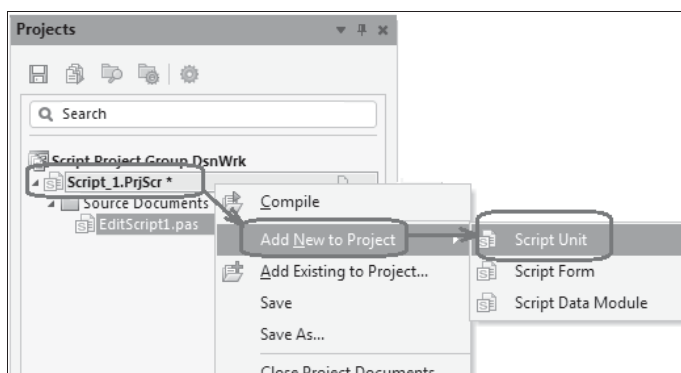 Projects
Search
Script Project Group DsnWrk
Script_1.PrjScr *
Source Documents
EditScript1.pas
Compile
Add New to Project
Add Existing to Project...
Save
Save As...
Close Project Documents
Script Unit
Script Form
Script Data Module